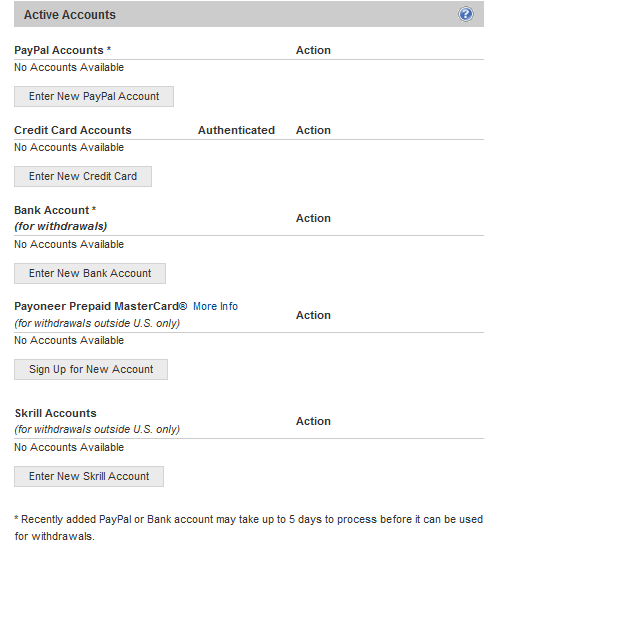 Active Accounts ?
PayPal Accounts * Action
No Accounts Available
Enter New PayPal Account
Credit Card Accounts Authenticated Action
No Accounts Available
Enter New Credit Card
Bank Account *
(for withdrawals) Action
No Accounts Available
Enter New Bank Account
Payoneer Prepaid MasterCard® More Info
(for withdrawals outside U.S. only) Action
No Accounts Available
Sign Up for New Account
Skrill Accounts
(for withdrawals outside U.S. only) Action
No Accounts Available
Enter New Skrill Account
* Recently added PayPal or Bank account may take up to 5 days to process before it can be used
for withdrawals.